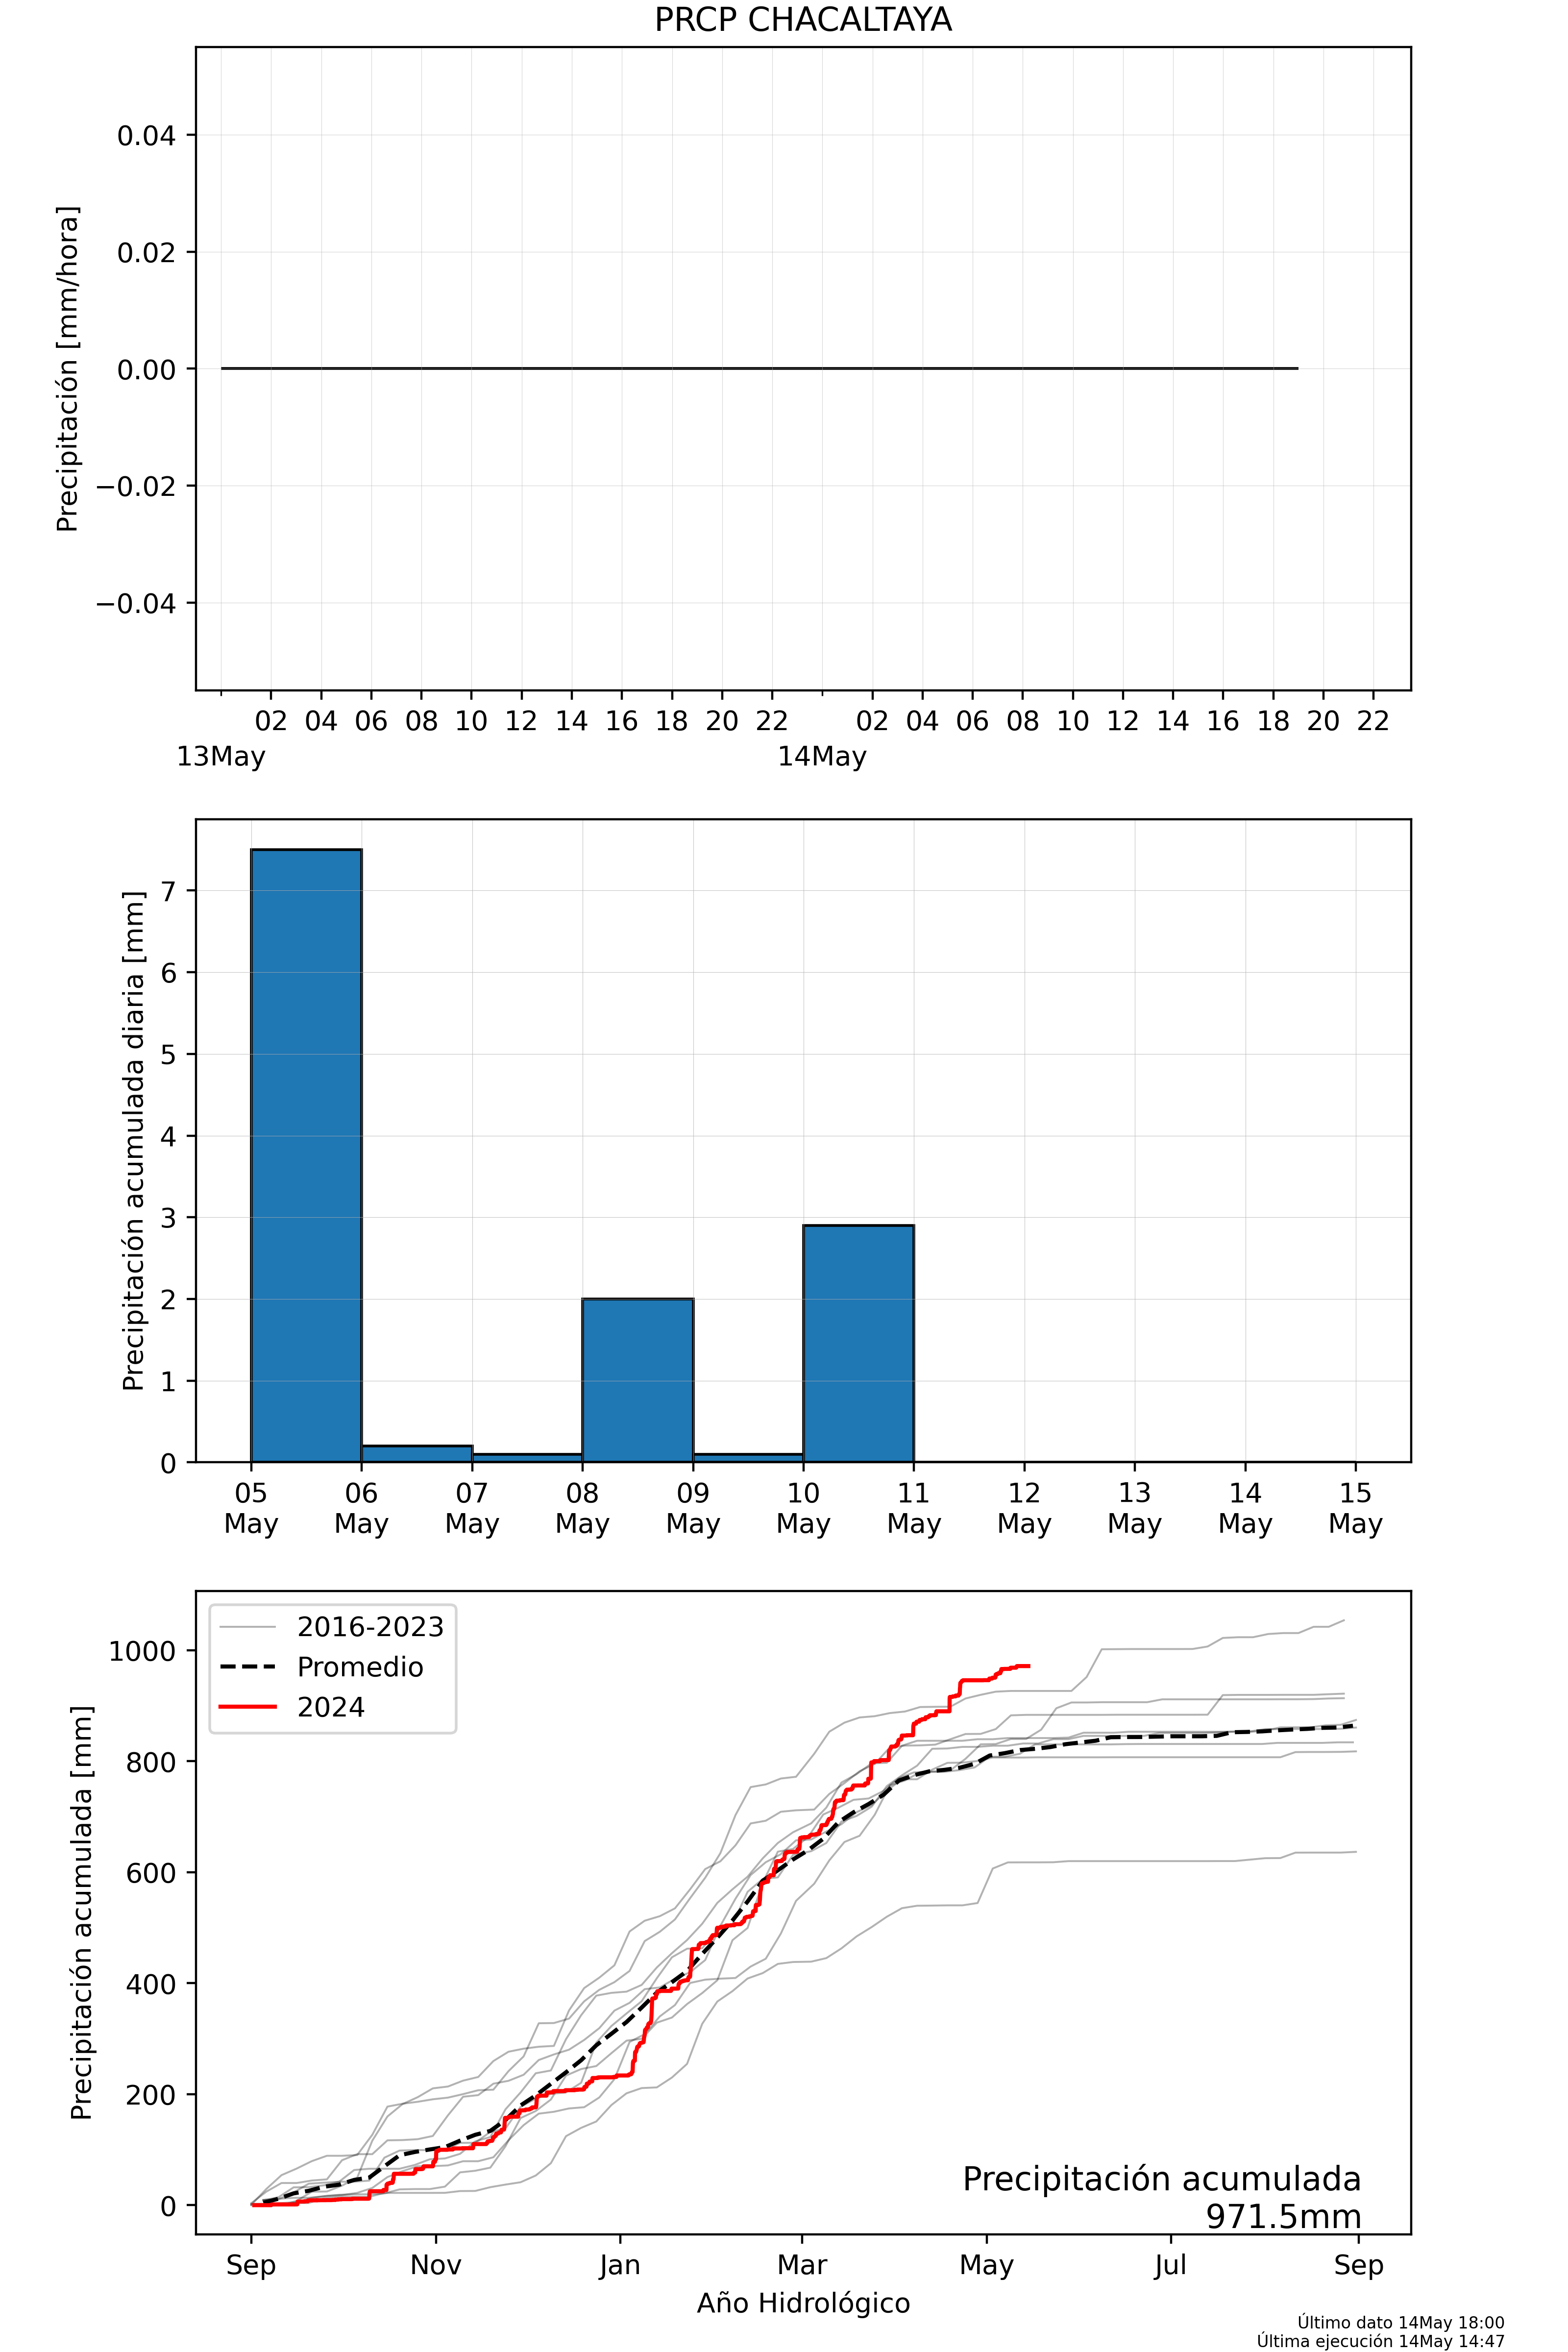 PRCP CHACALTAYA
Precipitación [mm/hora]
0.04
0.02
0.00
−0.02
−0.04
02 04 06 08 10 12 14 16 18 20 22 02 04 06 08 10 12 14 16 18 20 22
13May 14May
Precipitación acumulada diaria [mm]
7
6
5
4
3
2
1
0
05 06 07 08 09 10 11 12 13 14 15
May May May May May May May May May May May
Precipitación acumulada [mm]
1000
800
600
400
200
0
2016-2023
Promedio
2024
Precipitación acumulada
971.5mm
Sep Nov Jan Mar May Jul Sep
Año Hidrológico
Último dato 14May 18:00
Última ejecución 14May 14:47